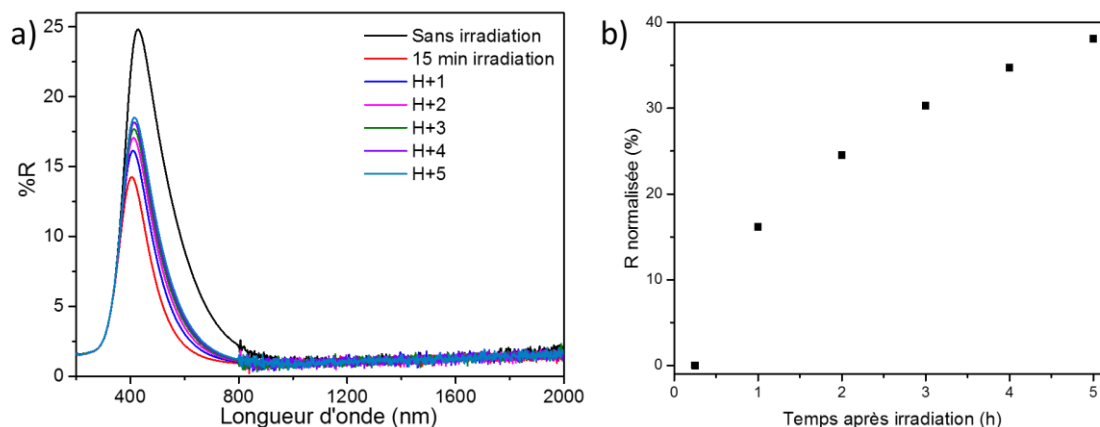 a)
%R
25
20
15
10
5
0
400
800
1200
1600
2000
Longueur d'onde (nm)
Sans irradiation
15 min irradiation
H+1
H+2
H+3
H+4
H+5
b)
R normalisée (%)
40
30
20
10
0
1
2
3
4
5
Temps après irradiation (h)